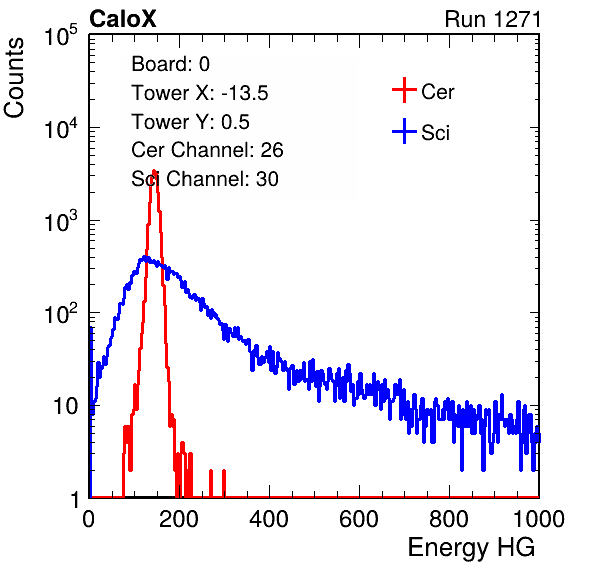 CaloX Run 1271
Board: 0
Tower X: -13.5
Tower Y: 0.5
Cer Channel: 26
Sci Channel: 30
Cer
Sci
Counts
10^5
10^4
10^3
10^2
10
1
0 200 400 600 800 1000
Energy HG